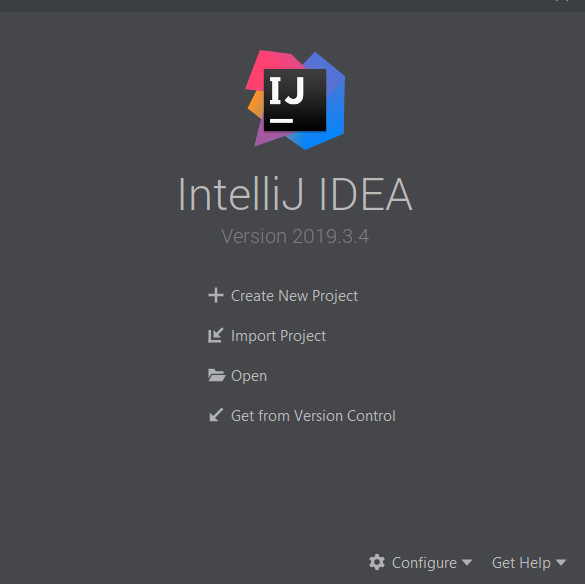 IJ
IntelliJ IDEA
Version 2019.3.4
Create New Project
Import Project
Open
Get from Version Control
Configure
Get Help